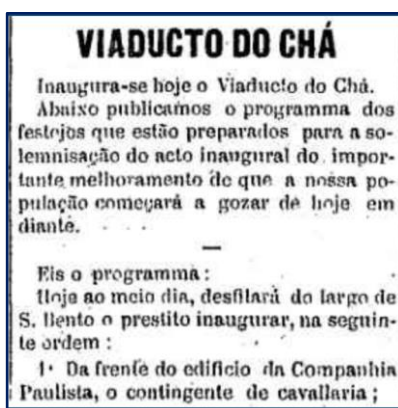 VIADUCTO DO CHÁ
Inaugura-se hoje o Viaducto do Chá.
Abaixo publicamos o programma dos
festejos que estão preparados para a so-
lemnisação do acto inaugural do impor-
tante melhoramento de que a nossa po-
pulação começará a gozar de hoje em
diante.
Eis o programma:
Hoje ao meio dia, desfilará do largo de
S. Bento o prestito inaugurar, na seguin-
te ordem:
1· Da frente do edificio da Companhia
Paulista, o contingente de cavallaria;